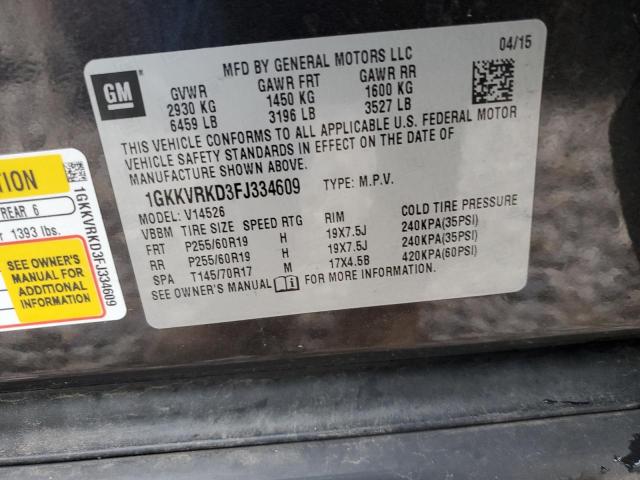 MFD BY GENERAL MOTORS LLC
04/15
GM
GVWR GAWR FRT GAWR RR
2930 KG 1450 KG 1600 KG
6459 LB 3196 LB 3527 LB
THIS VEHICLE CONFORMS TO ALL APPLICABLE U.S. FEDERAL MOTOR
VEHICLE SAFETY STANDARDS IN EFFECT ON THE DATE OF
MANUFACTURE SHOWN ABOVE.
1GKKVRKD3FJ334609 TYPE: M.P.V.
MODEL: V14526
VBBM TIRE SIZE SPEED RTG RIM COLD TIRE PRESSURE
FRT P255/60R19 H 19X7.5J 240KPA(35PSI)
RR P255/60R19 H 19X7.5J 240KPA(35PSI)
SPA T145/70R17 M 17X4.5B 420KPA(60PSI)
SEE OWNER'S MANUAL FOR MORE INFORMATION
TION
REAR 6
1393 lbs.
SEE OWNER'S
MANUAL FOR
ADDITIONAL
INFORMATION
1GKKVRKD3FJ334609